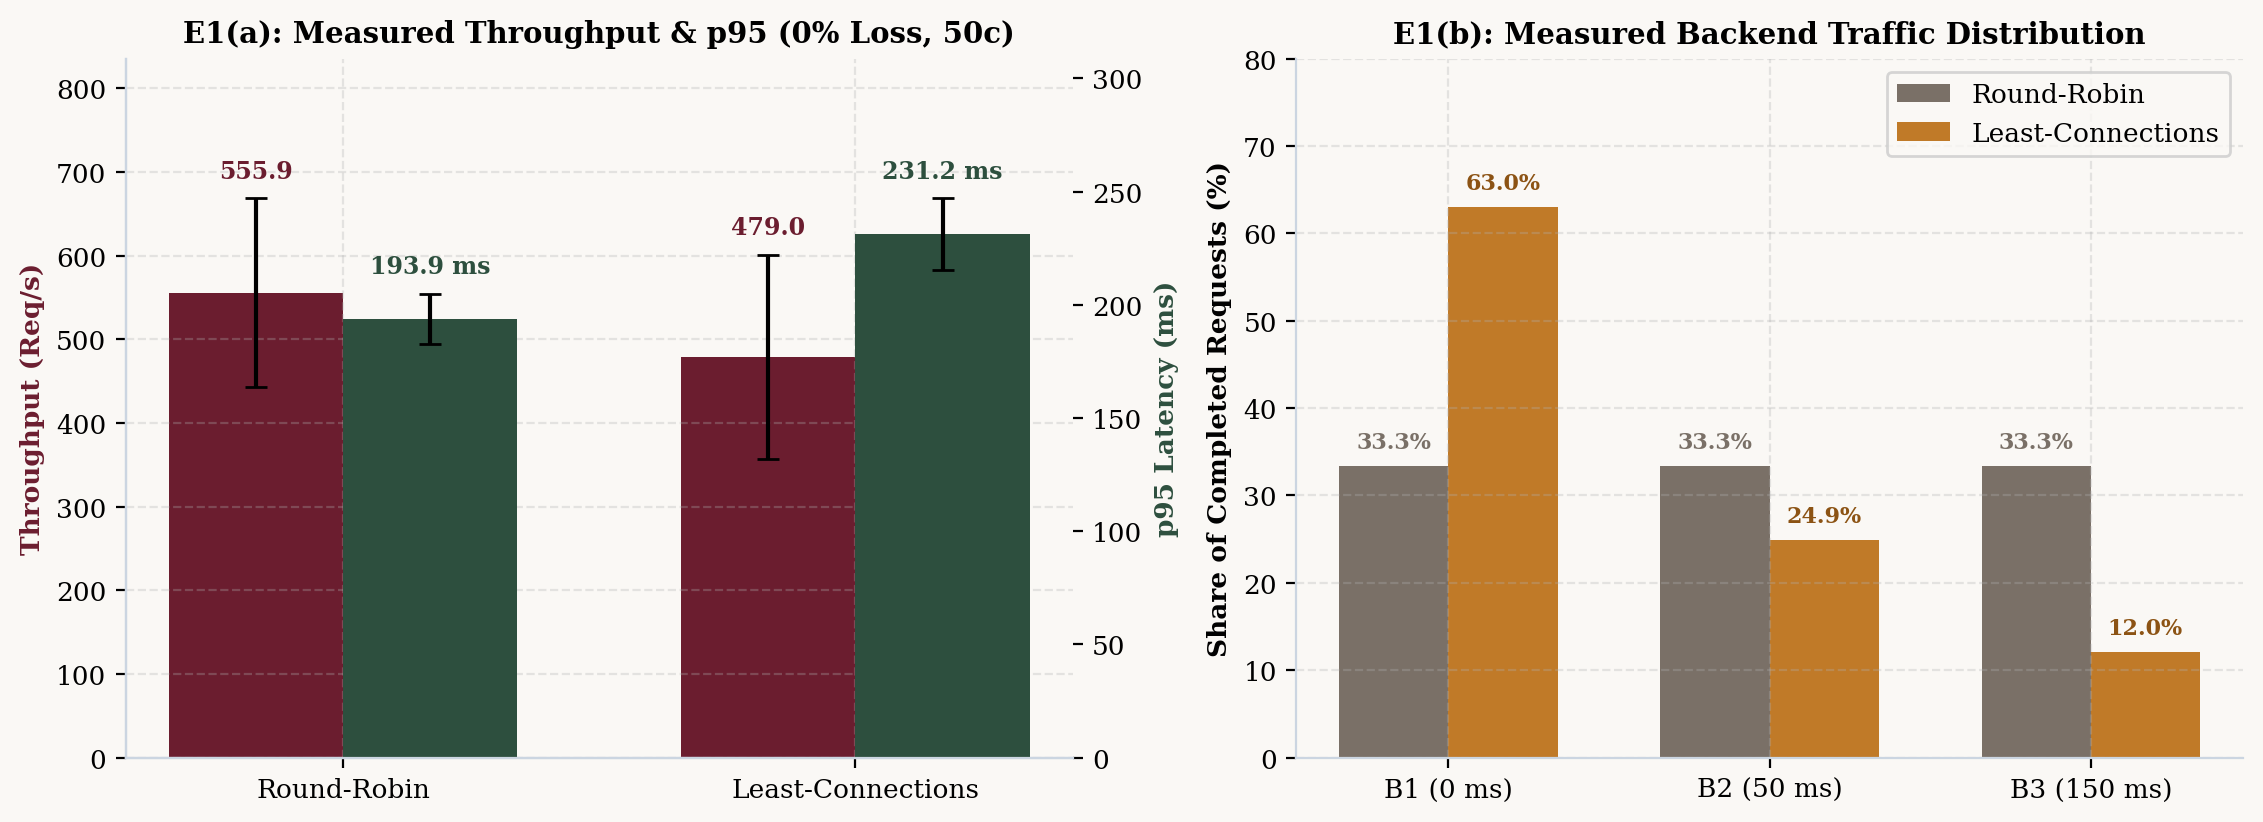 E1(a): Measured Throughput & p95 (0% Loss, 50c)
Throughput (Req/s)
800
700
600
500
400
300
200
100
0
555.9
193.9 ms
479.0
231.2 ms
Round-Robin
Least-Connections
300
250
200
150
100
50
0
p95 Latency (ms)
E1(b): Measured Backend Traffic Distribution
Share of Completed Requests (%)
80
70
60
50
40
30
20
10
0
Round-Robin
Least-Connections
33.3%
63.0%
33.3%
24.9%
33.3%
12.0%
B1 (0 ms)
B2 (50 ms)
B3 (150 ms)